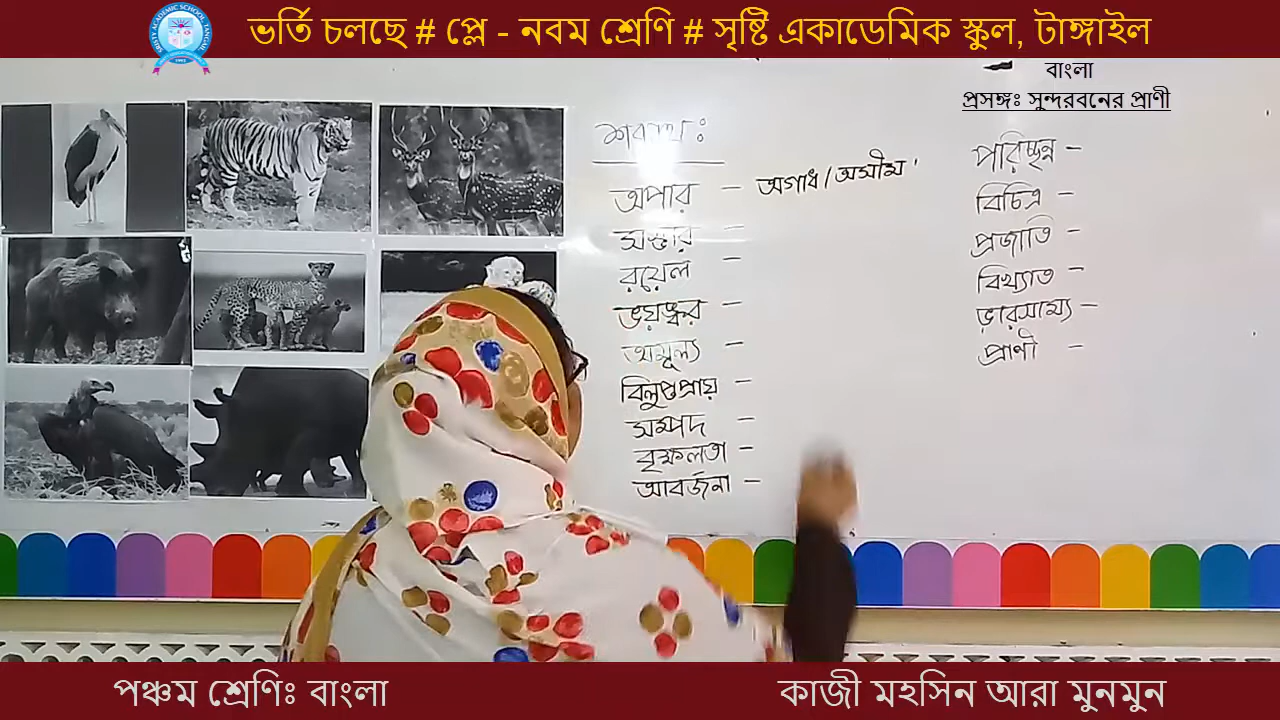 ভর্তি চলছে # প্লে - নবম শ্রেণি # সৃষ্টি একাডেমিক স্কুল, টাঙ্গাইল
বাংলা
প্রসঙ্গঃ সুন্দরবনের প্রাণী
শব্দার্থ :
অপার - অগাধ / অসীম '
সম্ভার -
রয়েল -
ভয়ঙ্কর -
অমূল্য -
বিলুপ্তপ্রায় -
সম্পদ -
বৃক্ষলতা -
আবর্জনা -
পরিচ্ছন্ন -
বিচিত্র -
প্রজাতি -
বিখ্যাত -
ভারসাম্য -
প্রাণী -
পঞ্চম শ্রেণিঃ বাংলা
কাজী মহসিন আরা মুনমুন